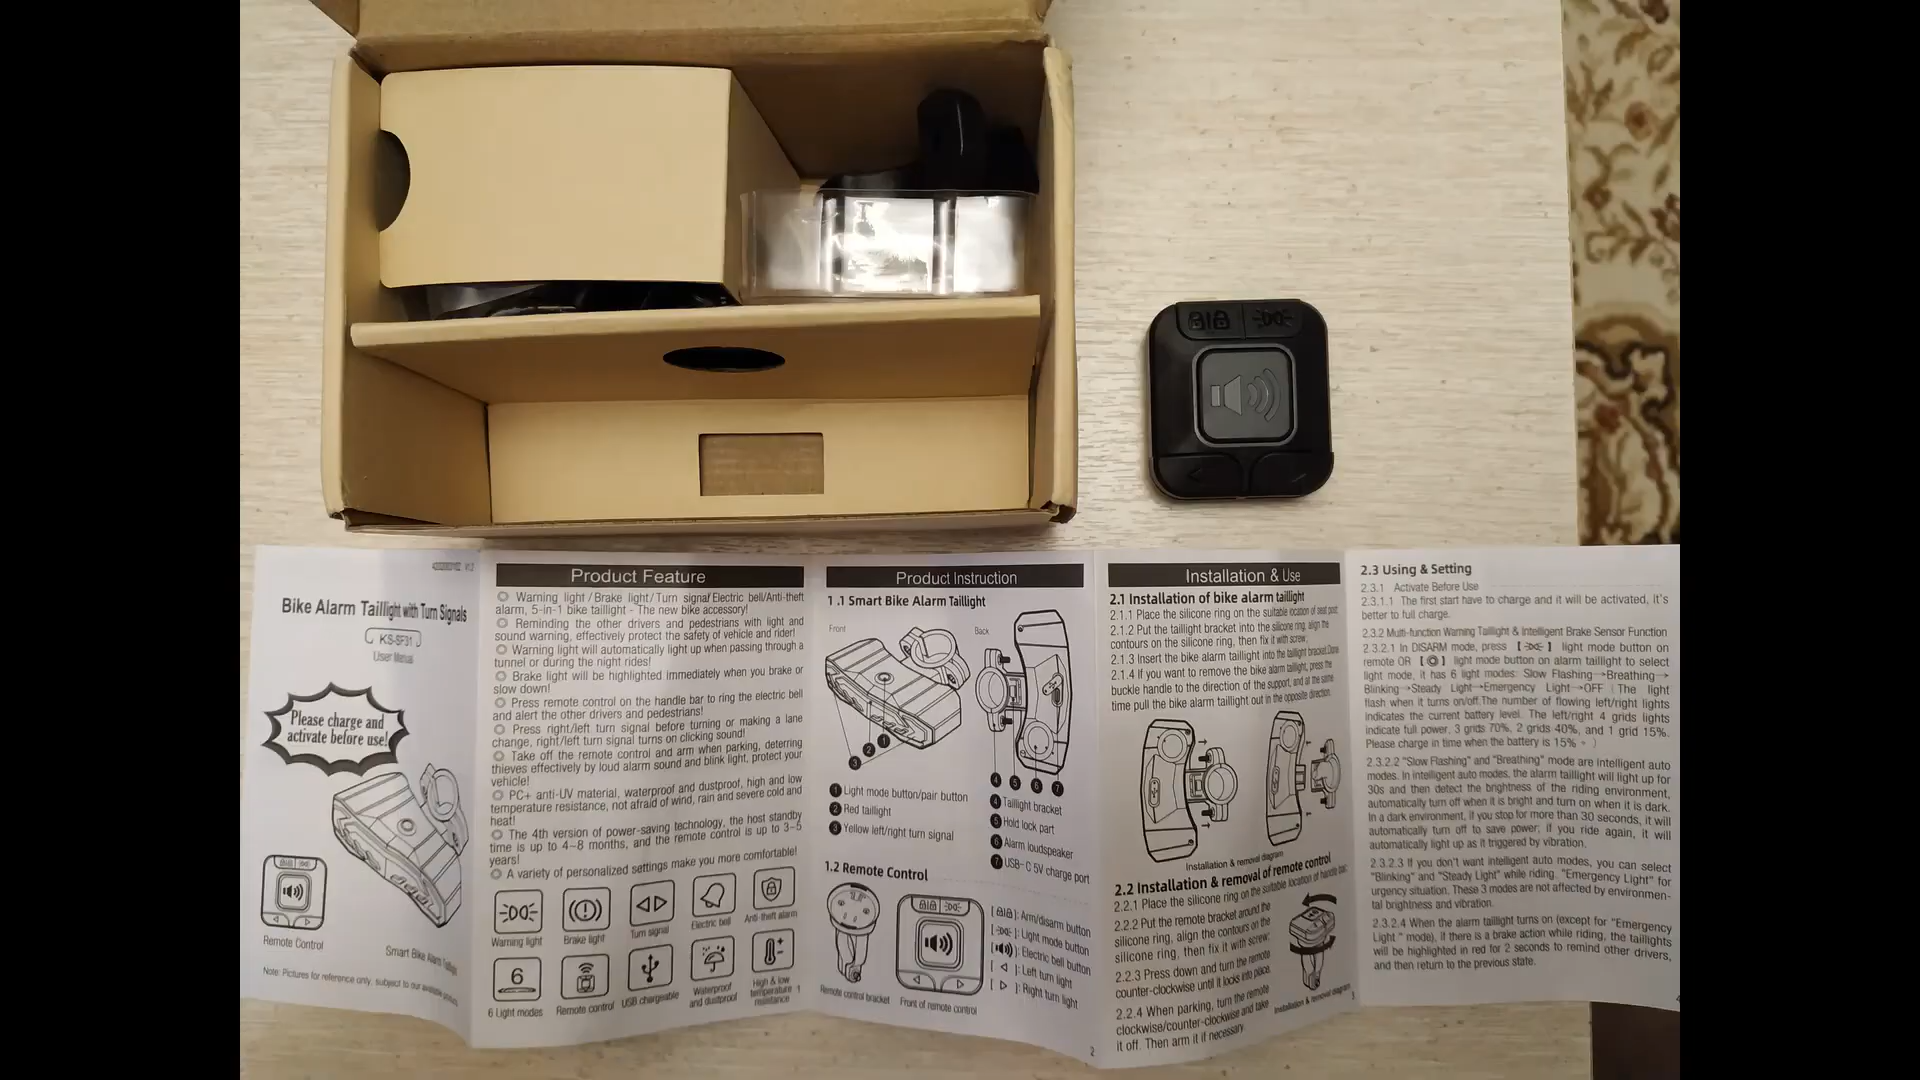 Bike Alarm Taillight with Turn Signals
KS-SF31
User Manual
Please charge and
activate before use!
Remote Control
Smart Bike Alarm Taillight
Note: Pictures for reference only, subject to our available product.
Product Feature
◎ Warning light/Brake light/Turn signal/Electric bell/Anti-theft
alarm, 5-in-1 bike taillight - The new bike accessory!
◎ Reminding the other drivers and pedestrians with light and
sound warning, effectively protect the safety of vehicle and rider!
◎ Warning light will automatically light up when passing through a
tunnel or during the night rides!
◎ Brake light will be highlighted immediately when you brake or
slow down!
◎ Press remote control on the handle bar to ring the electric bell
and alert the other drivers and pedestrians!
◎ Press right/left turn signal before turning or making a lane
change, right/left turn signal turns on clicking sound!
◎ Take off the remote control and arm when parking, deterring
thieves effectively by loud alarm sound and blink light, protect your
vehicle!
◎ PC+ anti-UV material, waterproof and dustproof, high and low
temperature resistance, not afraid of wind, rain and severe cold and
heat!
◎ The 4th version of power-saving technology, the host standby
time is up to 4-8 months, and the remote control is up to 3-5
years!
◎ A variety of personalized settings make you more comfortable!
Warning light
Brake light
Turn signal
Electric bell
Anti-theft alarm
6
6 Light modes
Remote control
USB chargeable
Waterproof
and dustproof
High & low
temperature
resistance
1
Product Instruction
1 .1 Smart Bike Alarm Taillight
Front
Back
1 Light mode button/pair button
2 Red taillight
3 Yellow left/right turn signal
4 Taillight bracket
5 Hold lock part
6 Alarm loudspeaker
7 USB-C 5V charge port
1.2 Remote Control
Remote control bracket
Front of remote control
[ ]: Arm/disarm button
[ ]: Light mode button
[ ]: Electric bell button
[ ◁ ]: Left turn light
[ ▷ ]: Right turn light
2
Installation & Use
2.1 Installation of bike alarm taillight
2.1.1 Place the silicone ring on the suitable location of seat post;
2.1.2 Put the taillight bracket into the silicone ring, align the
contours on the silicone ring, then fix it with screw;
2.1.3 Insert the bike alarm taillight into the taillight bracket. Done
2.1.4 If you want to remove the bike alarm taillight, press the
buckle handle to the direction of the support, and at the same
time pull the bike alarm taillight out in the opposite direction.
Installation & removal diagram
2.2 Installation & removal of remote control
2.2.1 Place the silicone ring on the suitable location of handle bar;
2.2.2 Put the remote bracket around the
silicone ring, align the contours on the
silicone ring, then fix it with screw;
2.2.3 Press down and turn the remote
counter-clockwise until it locks into place.
2.2.4 When parking, turn the remote
clockwise/counter-clockwise and take
it off. Then arm it if necessary.
Installation & removal diagram
3
2.3 Using & Setting
2.3.1 Activate Before Use
2.3.1.1 The first start have to charge and it will be activated, it's
better to full charge.
2.3.2 Multi-function Warning Taillight & Intelligent Brake Sensor Function
2.3.2.1 In DISARM mode, press 【 】 light mode button on
remote OR 【◎】 light mode button on alarm taillight to select
light mode, it has 6 light modes: Slow Flashing→Breathing→
Blinking→Steady Light→Emergency Light→OFF (The light
flash when it turns on/off. The number of flowing left/right lights
indicates the current battery level. The left/right 4 grids lights
indicate full power, 3 grids 70%, 2 grids 40%, and 1 grid 15%.
Please charge in time when the battery is 15%。)
2.3.2.2 "Slow Flashing" and "Breathing" mode are intelligent auto
modes. In intelligent auto modes, the alarm taillight will light up for
30s and then detect the brightness of the riding environment,
automatically turn off when it is bright and turn on when it is dark.
In a dark environment, if you stop for more than 30 seconds, it will
automatically turn off to save power; if you ride again, it will
automatically light up as it triggered by vibration.
2.3.2.3 If you don't want intelligent auto modes, you can select
"Blinking" and "Steady Light" while riding. "Emergency Light" for
urgency situation. These 3 modes are not affected by environmen-
tal brightness and vibration.
2.3.2.4 When the alarm taillight turns on (except for "Emergency
Light " mode), if there is a brake action while riding, the taillights
will be highlighted in red for 2 seconds to remind other drivers,
and then return to the previous state.